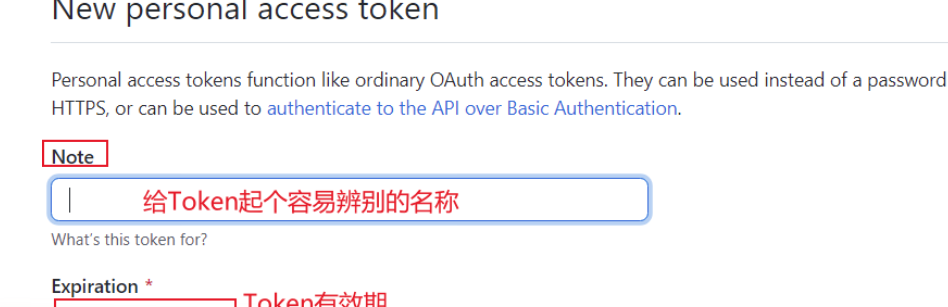 New personal access token
Personal access tokens function like ordinary OAuth access tokens. They can be used instead of a password
HTTPS, or can be used to authenticate to the API over Basic Authentication.
Note
给Token起个容易辨别的名称
What's this token for?
Expiration *
Token有效期